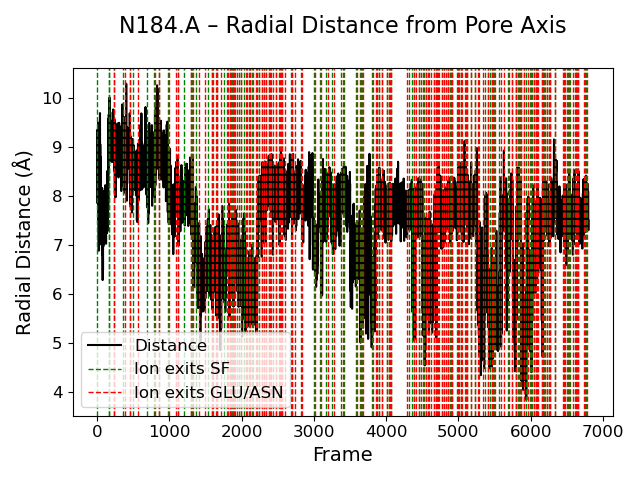 N184.A – Radial Distance from Pore Axis
Radial Distance (Å)
10
9
8
7
6
5
4
Distance
Ion exits SF
Ion exits GLU/ASN
0 1000 2000 3000 4000 5000 6000 7000
Frame